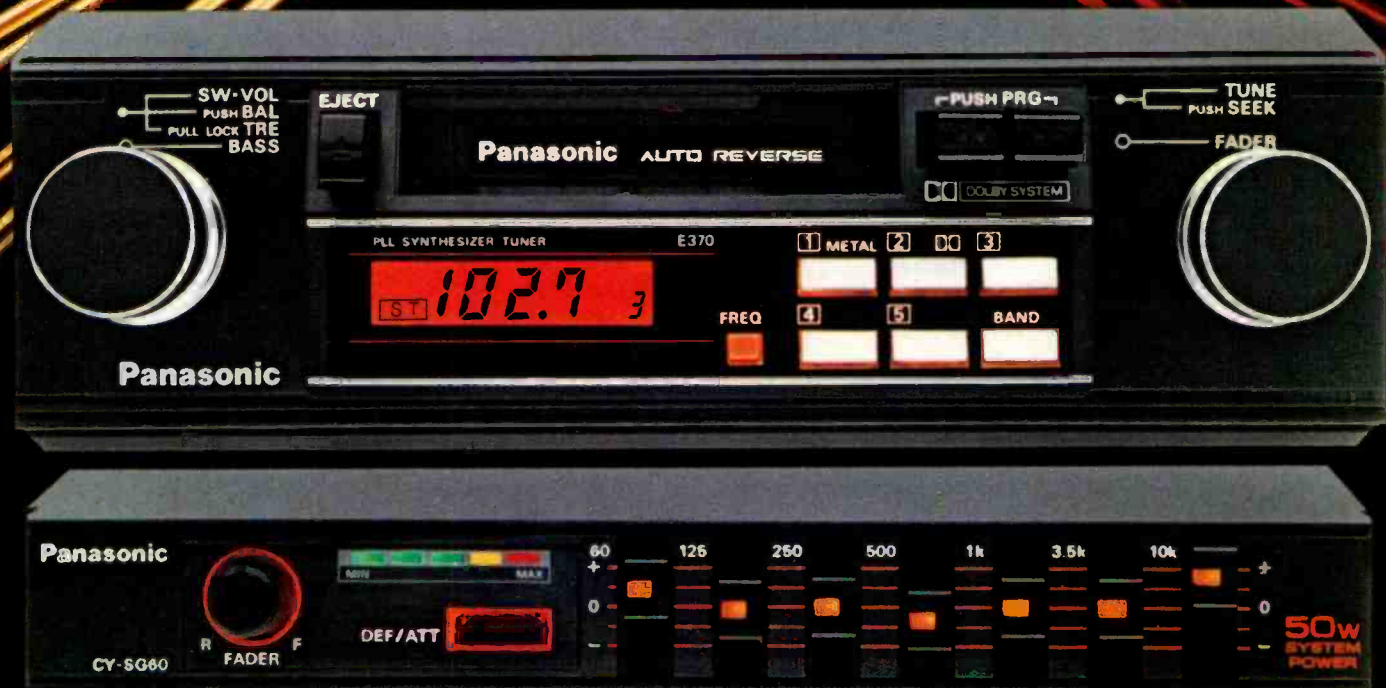 SW•VOL
PUSH BAL
PULL LOCK TRE
BASS
EJECT
Panasonic AUTO REVERSE
PUSH PRG
DOLBY SYSTEM
TUNE
PUSH SEEK
FADER
PLL SYNTHESIZER TUNER E370
1 METAL 2 3
ST 102.7 3
FREQ
4 5 BAND
Panasonic
Panasonic
MIN MAX
60 125 250 500 1k 3.5k 10k
+ +
0 0
- -
DEF/ATT
R F
FADER
CY-SG60
50W
SYSTEM
POWER